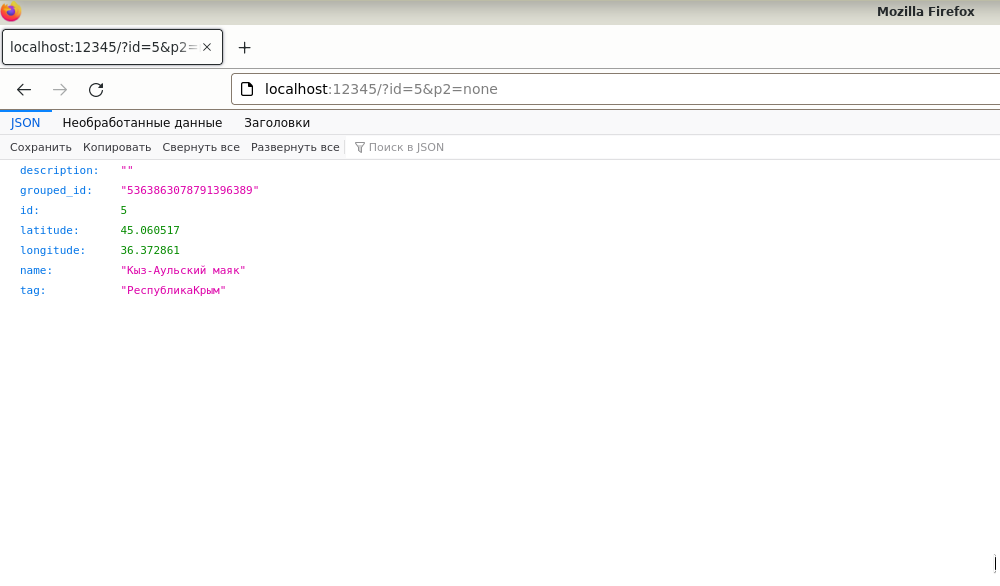 Mozilla Firefox
localhost:12345/?id=5&p2=
localhost:12345/?id=5&p2=none
JSON Необработанные данные Заголовки
Сохранить Копировать Свернуть все Развернуть все Поиск в JSON
description: ""
grouped_id: "5363863078791396389"
id: 5
latitude: 45.060517
longitude: 36.372861
name: "Кыз-Аульский маяк"
tag: "РеспубликаКрым"